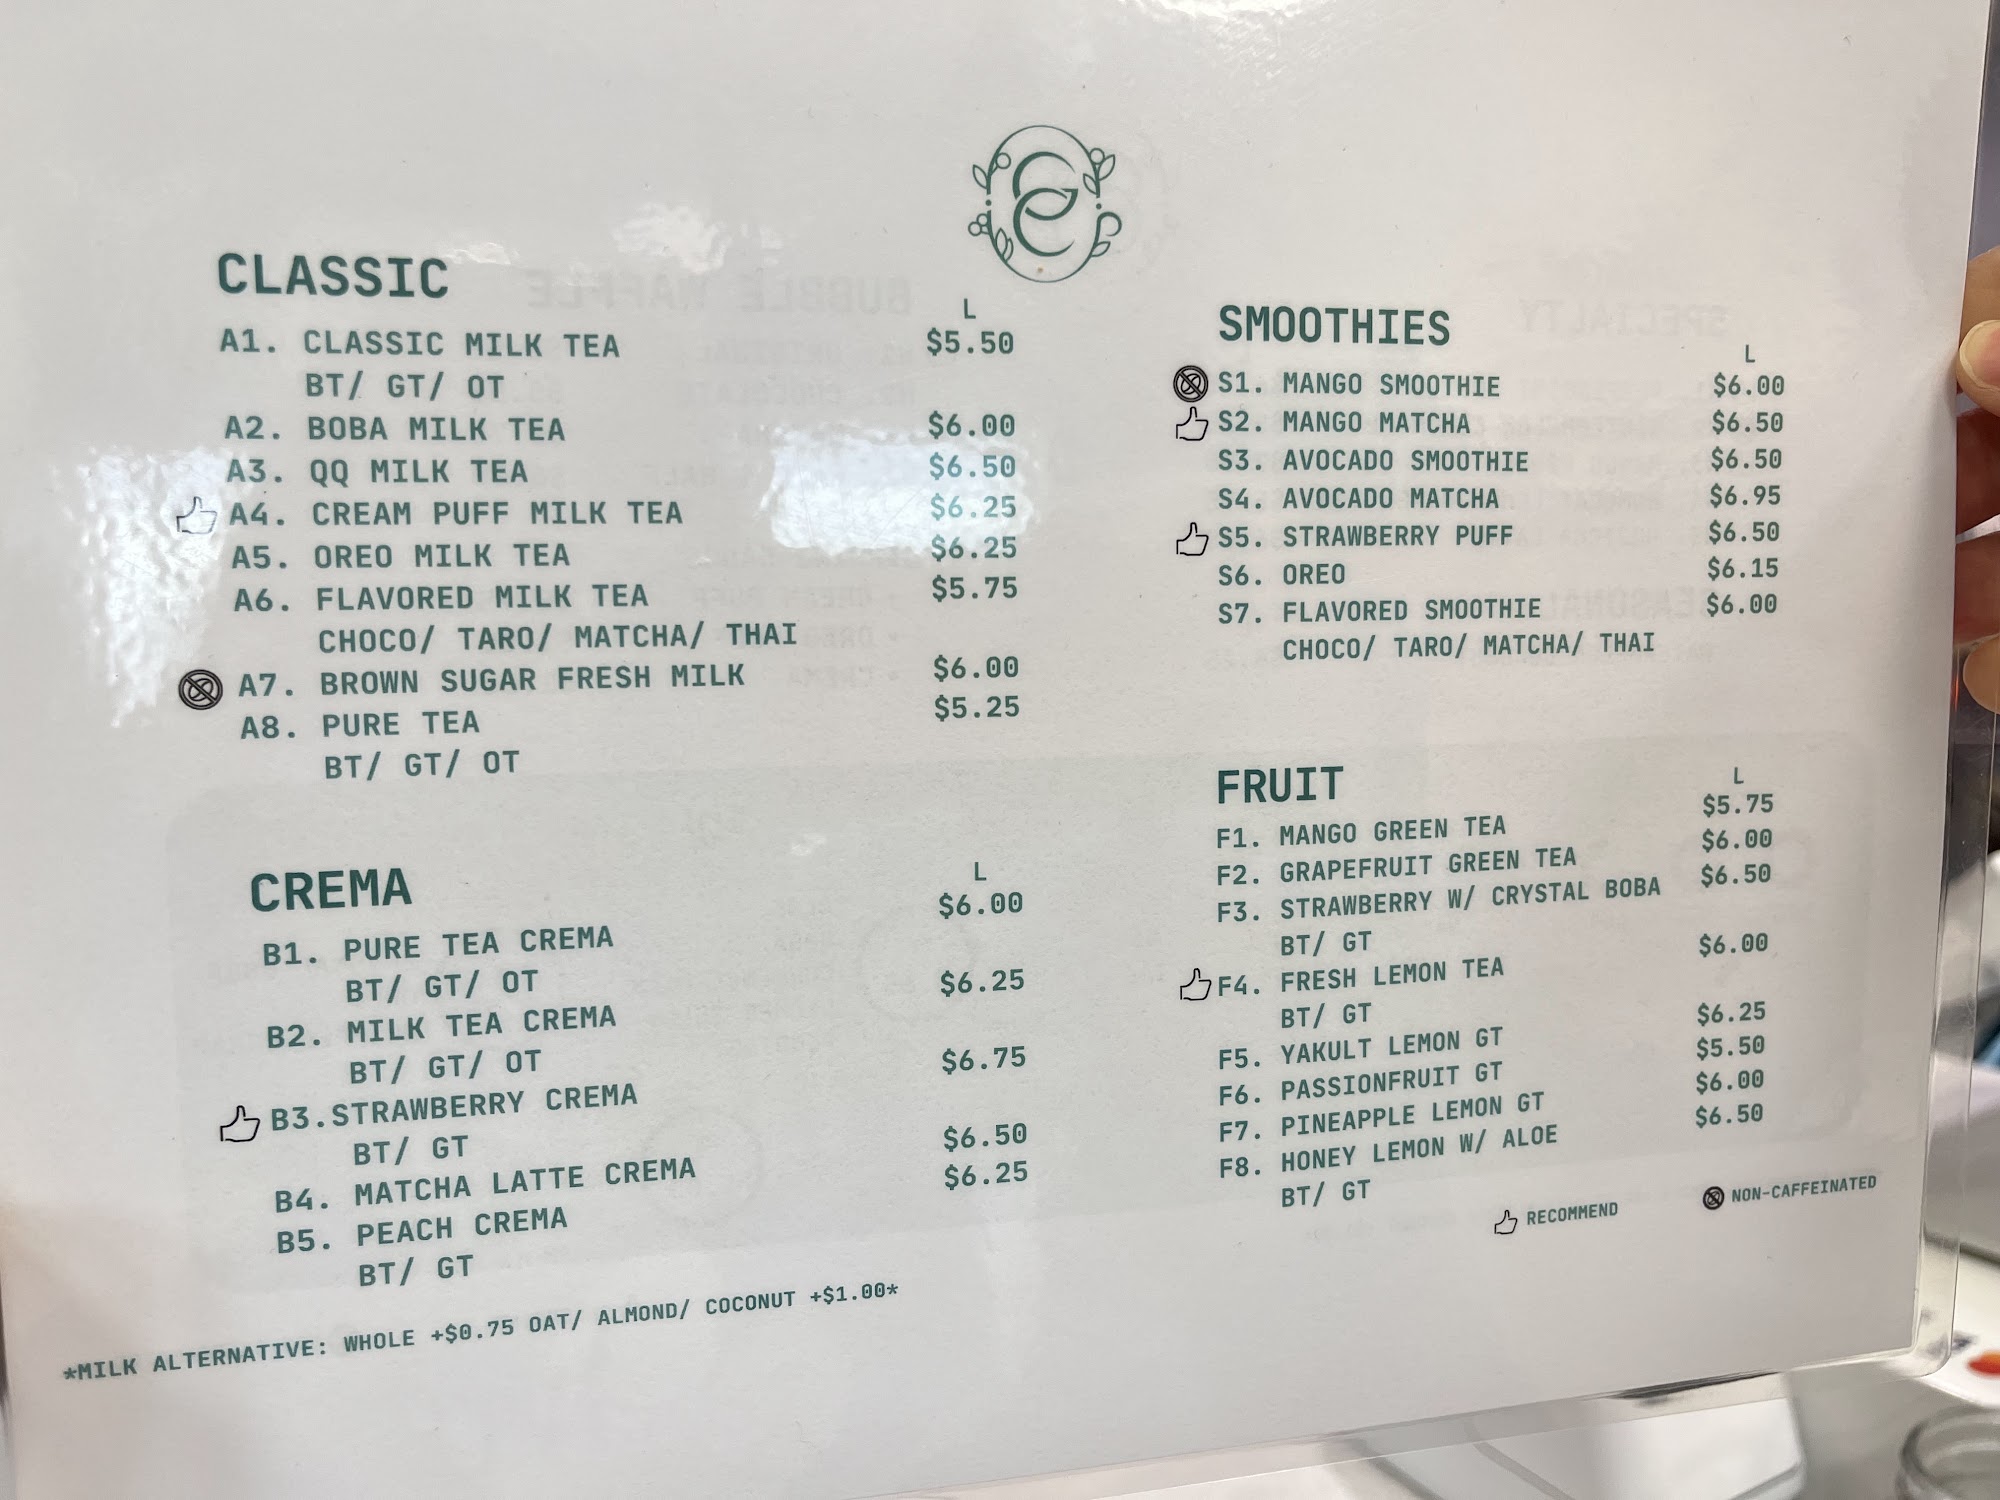 CLASSIC
L
A1. CLASSIC MILK TEA $5.50
BT/ GT/ OT
A2. BOBA MILK TEA $6.00
A3. QQ MILK TEA $6.50
A4. CREAM PUFF MILK TEA $6.25
A5. OREO MILK TEA $6.25
A6. FLAVORED MILK TEA $5.75
CHOCO/ TARO/ MATCHA/ THAI
A7. BROWN SUGAR FRESH MILK $6.00
A8. PURE TEA $5.25
BT/ GT/ OT
CREMA
L
B1. PURE TEA CREMA $6.00
BT/ GT/ OT
B2. MILK TEA CREMA $6.25
BT/ GT/ OT
B3.STRAWBERRY CREMA $6.75
BT/ GT
B4. MATCHA LATTE CREMA $6.50
B5. PEACH CREMA $6.25
BT/ GT
*MILK ALTERNATIVE: WHOLE +$0.75 OAT/ ALMOND/ COCONUT +$1.00*
SMOOTHIES
L
S1. MANGO SMOOTHIE $6.00
S2. MANGO MATCHA $6.50
S3. AVOCADO SMOOTHIE $6.50
S4. AVOCADO MATCHA $6.95
S5. STRAWBERRY PUFF $6.50
S6. OREO $6.15
S7. FLAVORED SMOOTHIE $6.00
CHOCO/ TARO/ MATCHA/ THAI
FRUIT
L
F1. MANGO GREEN TEA $5.75
F2. GRAPEFRUIT GREEN TEA $6.00
F3. STRAWBERRY W/ CRYSTAL BOBA $6.50
BT/ GT
F4. FRESH LEMON TEA $6.00
BT/ GT
F5. YAKULT LEMON GT $6.25
F6. PASSIONFRUIT GT $5.50
F7. PINEAPPLE LEMON GT $6.00
F8. HONEY LEMON W/ ALOE $6.50
BT/ GT
RECOMMEND
NON-CAFFEINATED